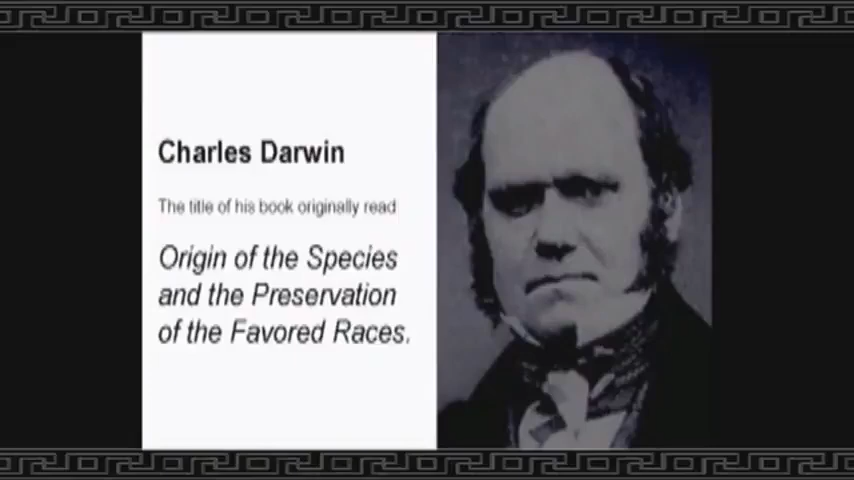 Charles Darwin
The title of his book originally read
Origin of the Species
and the Preservation
of the Favored Races.